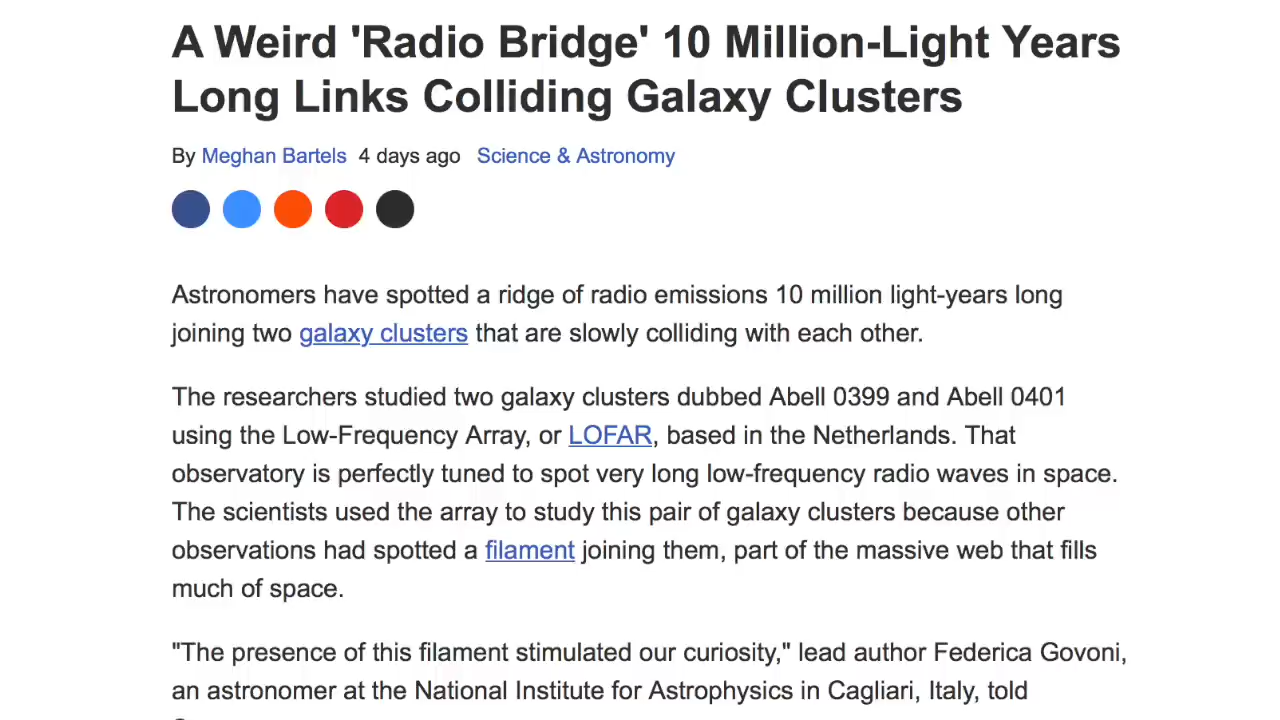 A Weird 'Radio Bridge' 10 Million-Light Years
Long Links Colliding Galaxy Clusters
By Meghan Bartels 4 days ago Science & Astronomy
Astronomers have spotted a ridge of radio emissions 10 million light-years long
joining two galaxy clusters that are slowly colliding with each other.
The researchers studied two galaxy clusters dubbed Abell 0399 and Abell 0401
using the Low-Frequency Array, or LOFAR, based in the Netherlands. That
observatory is perfectly tuned to spot very long low-frequency radio waves in space.
The scientists used the array to study this pair of galaxy clusters because other
observations had spotted a filament joining them, part of the massive web that fills
much of space.
"The presence of this filament stimulated our curiosity," lead author Federica Govoni,
an astronomer at the National Institute for Astrophysics in Cagliari, Italy, told